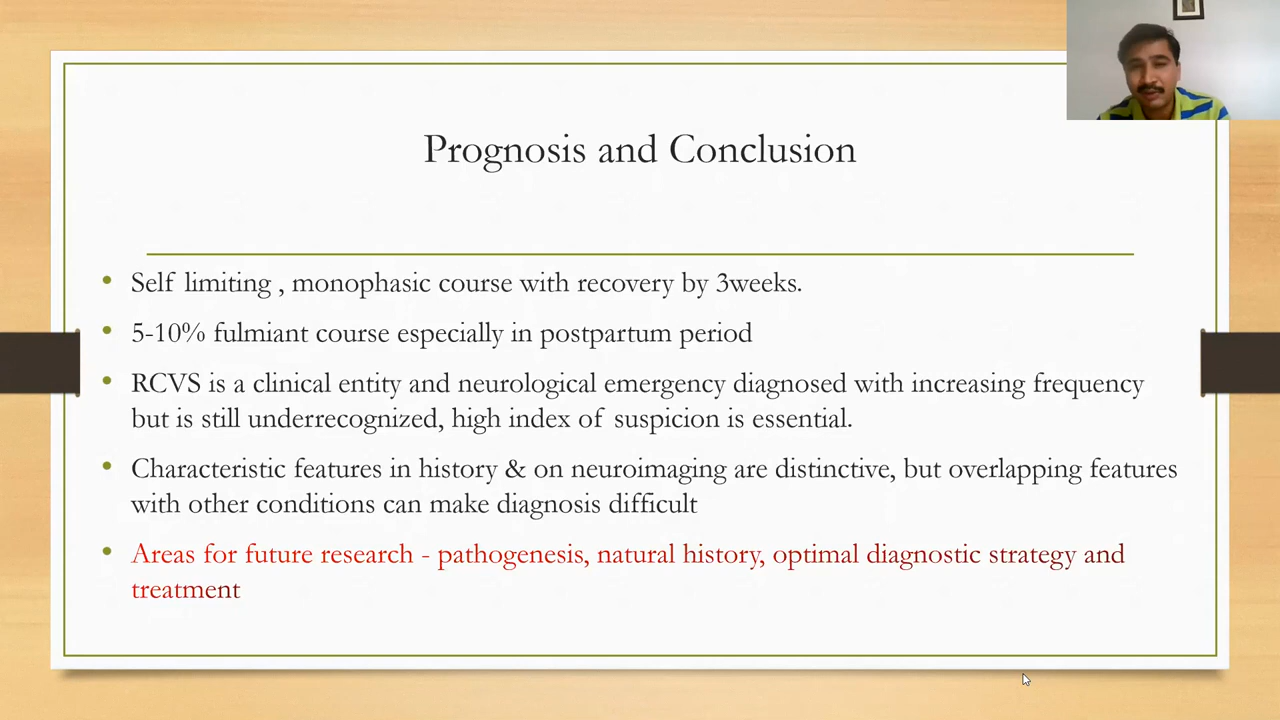 Prognosis and Conclusion
• Self limiting , monophasic course with recovery by 3weeks.
• 5-10% fulmiant course especially in postpartum period
• RCVS is a clinical entity and neurological emergency diagnosed with increasing frequency
but is still underrecognized, high index of suspicion is essential.
• Characteristic features in history & on neuroimaging are distinctive, but overlapping features
with other conditions can make diagnosis difficult
• Areas for future research - pathogenesis, natural history, optimal diagnostic strategy and
treatment